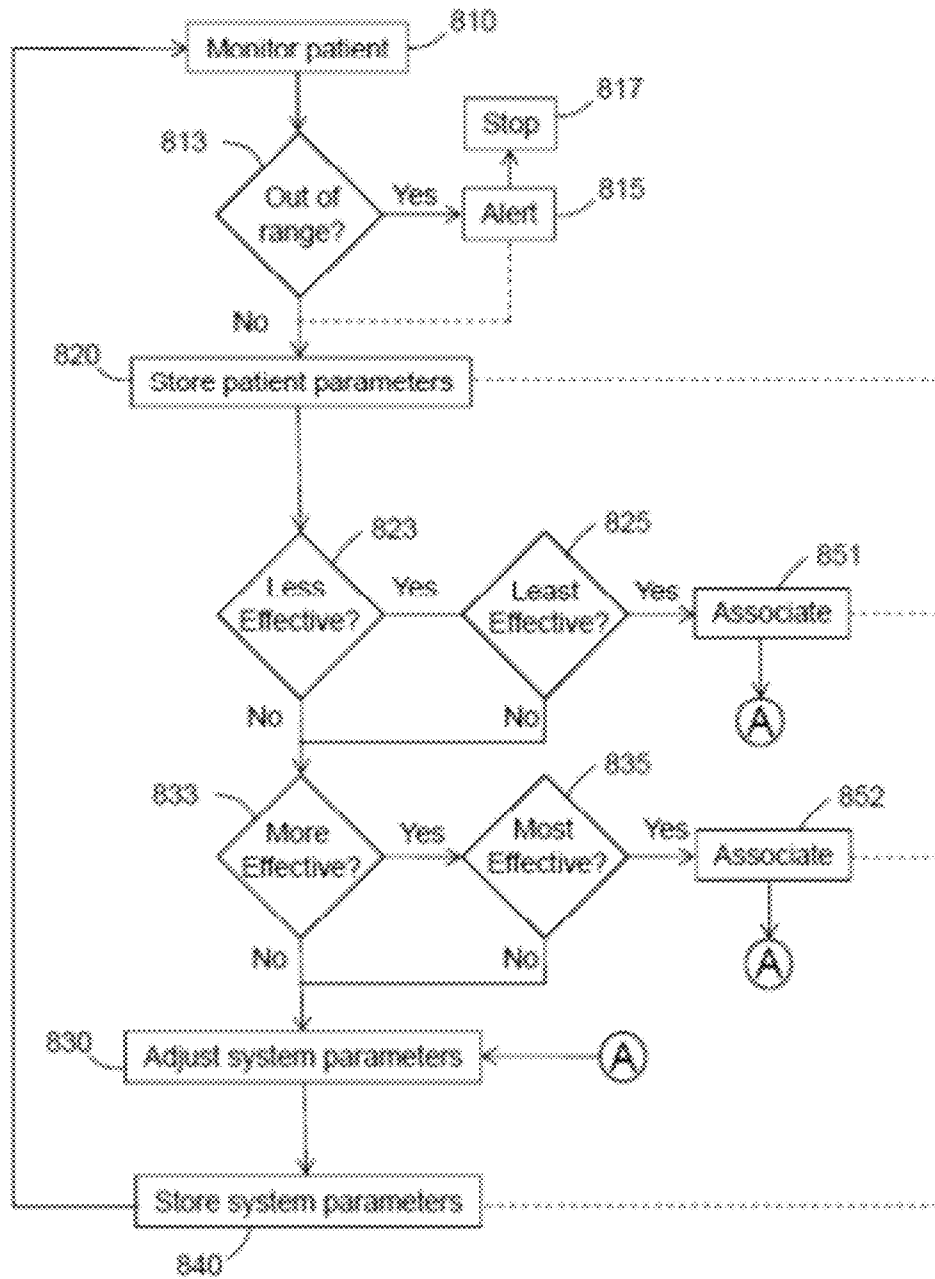 810
Monitor patient
817
Stop
813
815
Out of
range?
Yes
Alert
No
820
Store patient parameters
823
825
851
Less
Effective?
Yes
Least
Effective?
Yes
Associate
No
No
A
833
835
852
More
Effective?
Yes
Most
Effective?
Yes
Associate
No
No
A
830
Adjust system parameters
A
Store system parameters
840